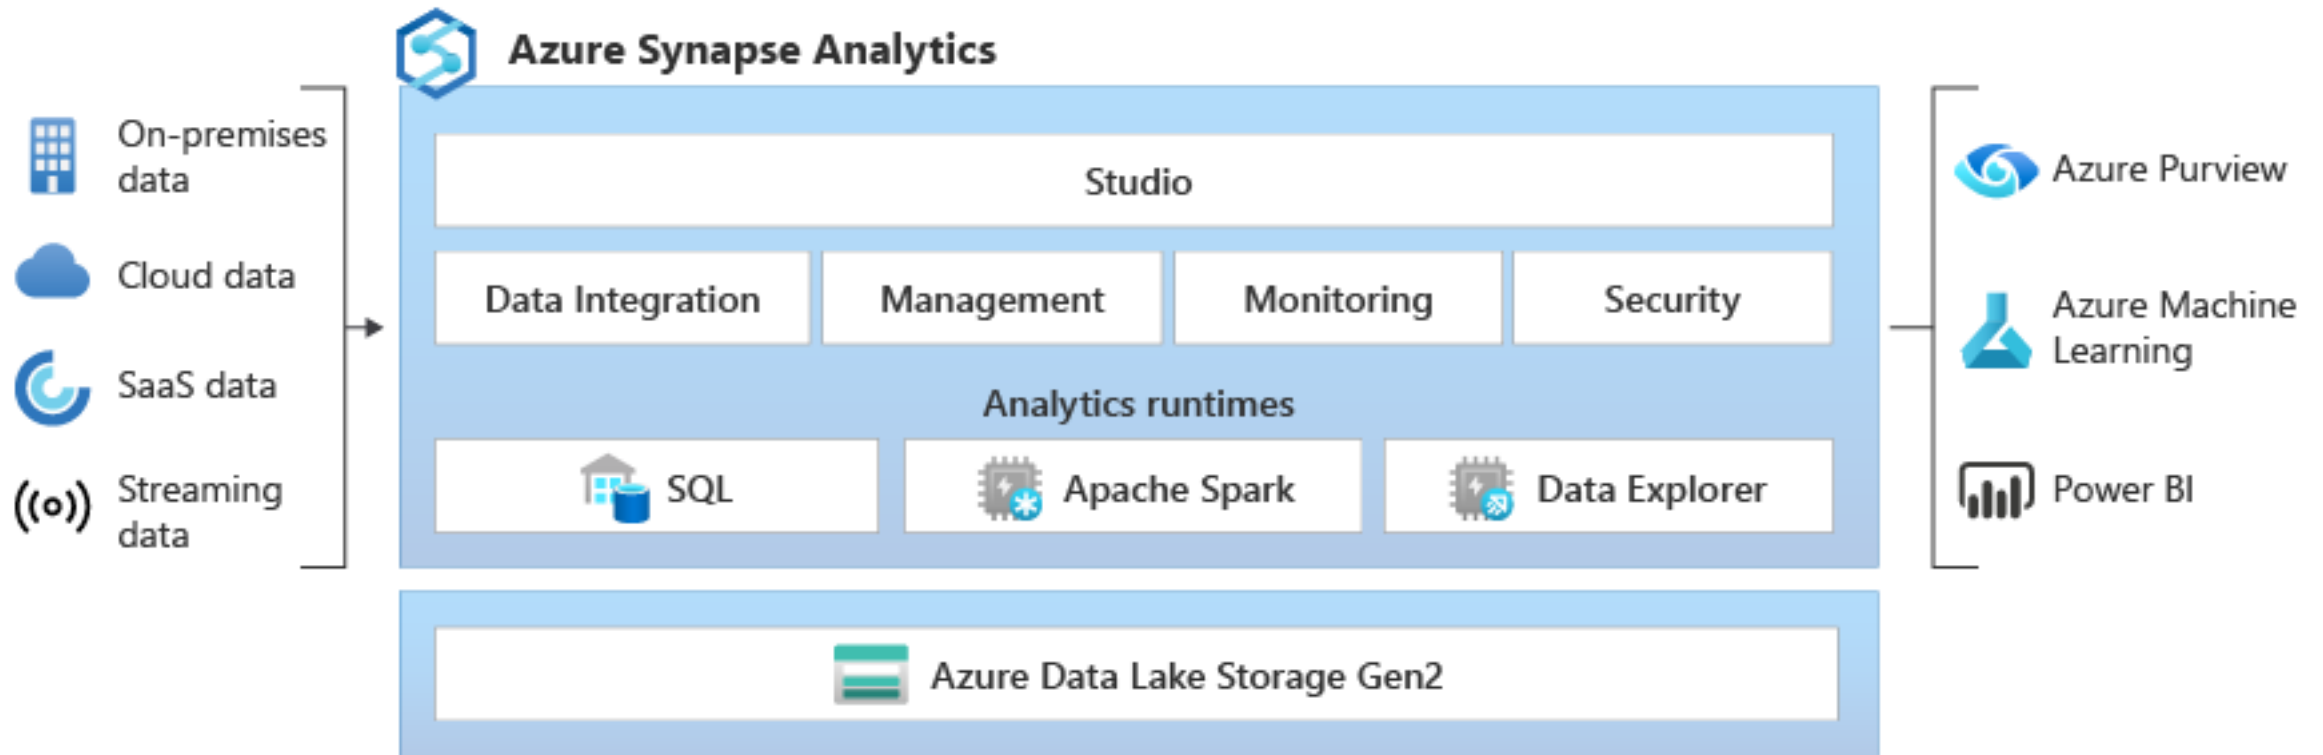 Azure Synapse Analytics
On-premises
data
Cloud data
SaaS data
Streaming
data
Studio
Data Integration
Management
Monitoring
Security
Analytics runtimes
SQL
Apache Spark
Data Explorer
Azure Data Lake Storage Gen2
Azure Purview
Azure Machine
Learning
Power BI